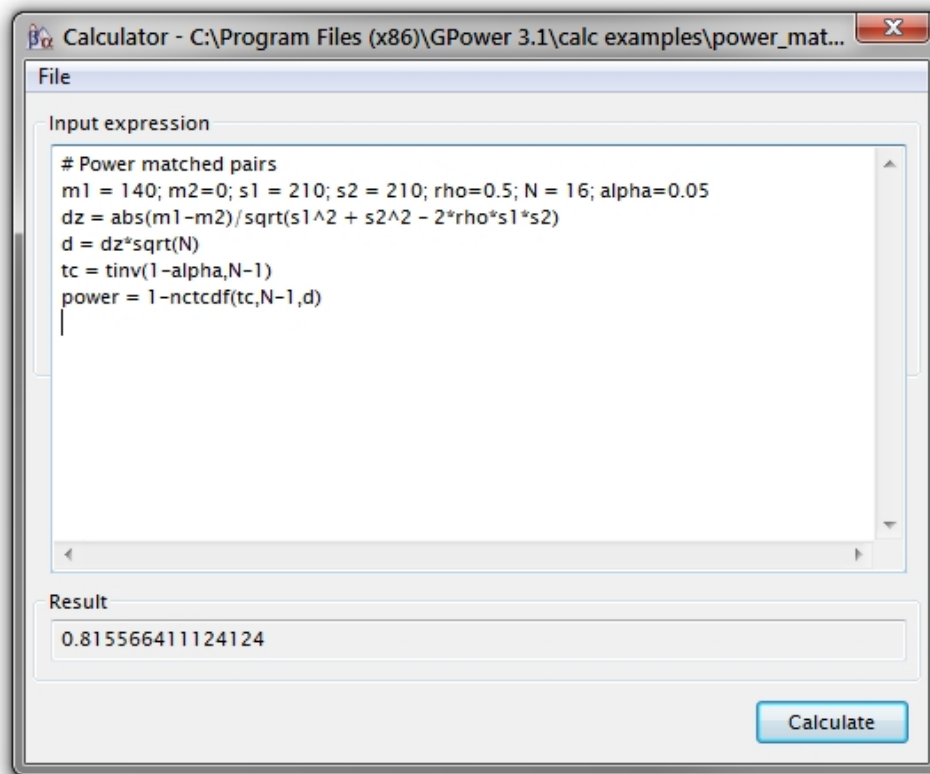 Calculator - C:\Program Files (x86)\GPower 3.1\calc examples\power_mat...
File
Input expression
# Power matched pairs
m1 = 140; m2=0; s1 = 210; s2 = 210; rho=0.5; N = 16; alpha=0.05
dz = abs(m1-m2)/sqrt(s1^2 + s2^2 - 2*rho*s1*s2)
d = dz*sqrt(N)
tc = tinv(1-alpha,N-1)
power = 1-nctcdf(tc,N-1,d)
Result
0.815566411124124
Calculate